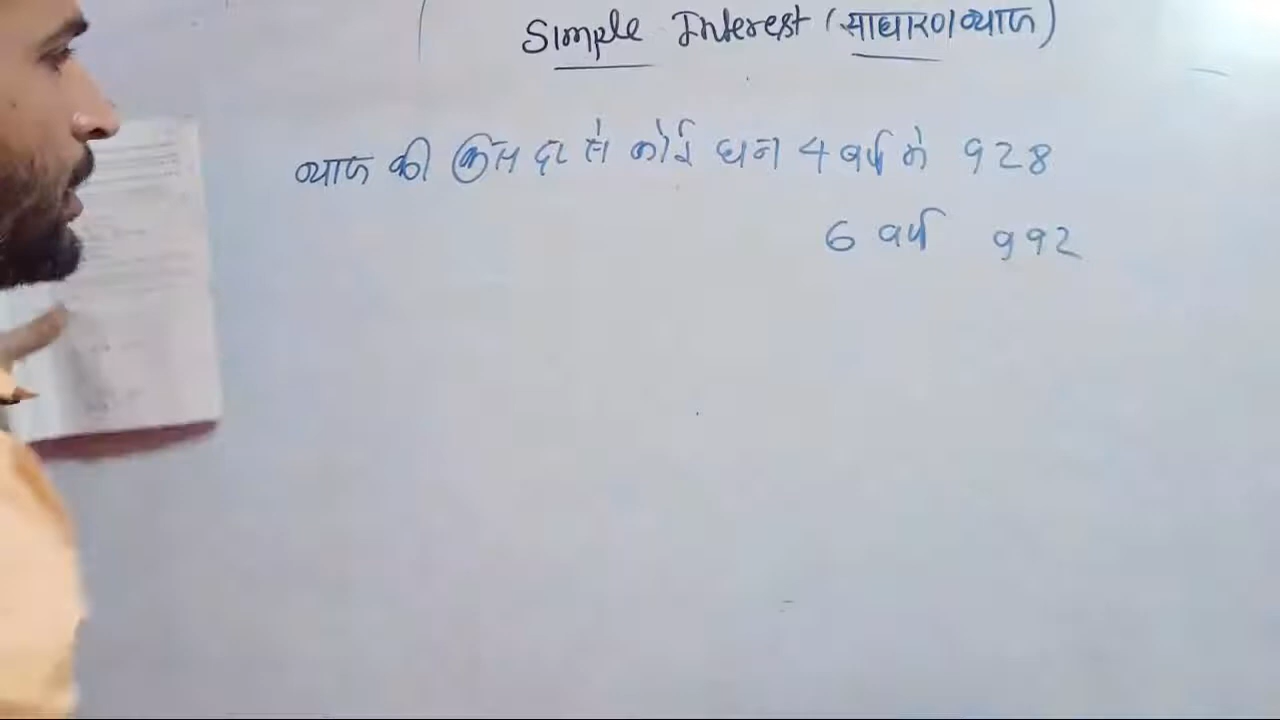 Simple Interest (साधारण ब्याज)
ब्याज की किस दर से कोई धन 4 वर्ष मे 928
6 वर्ष 992